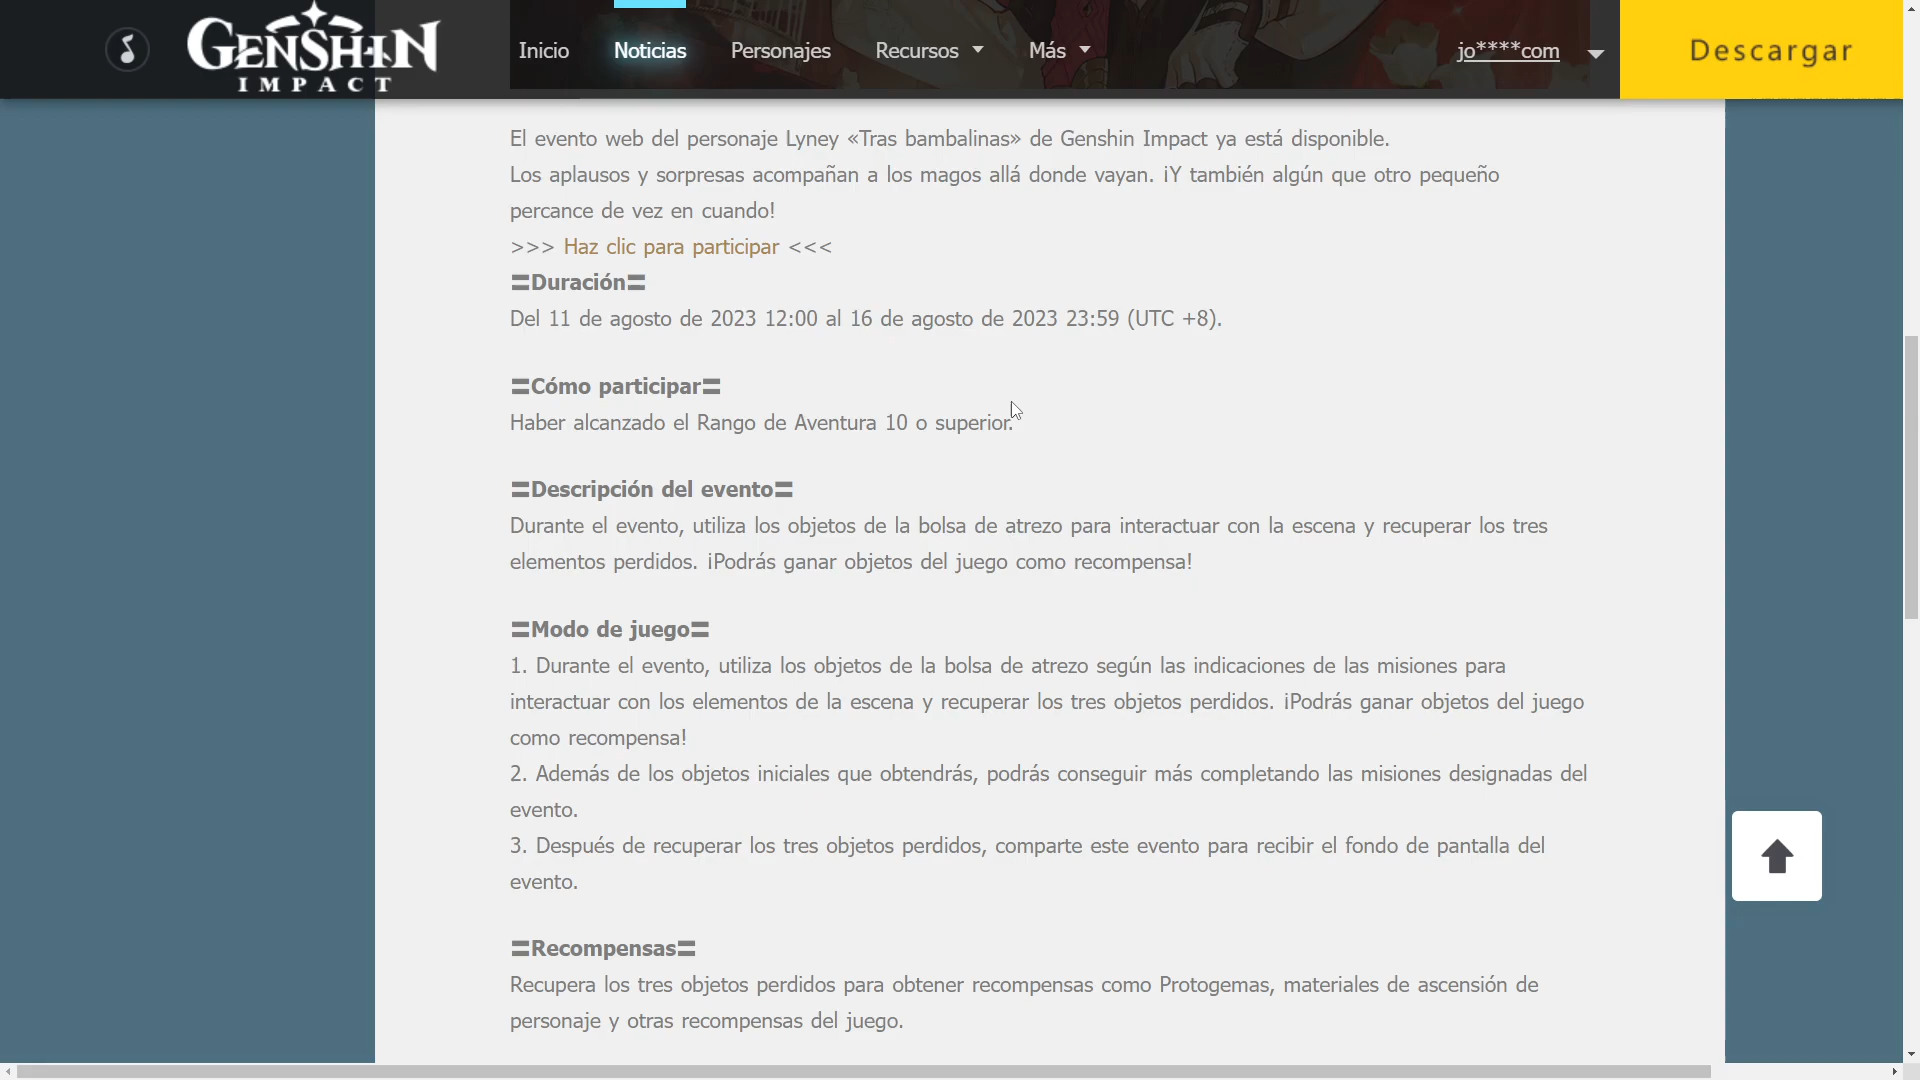 GENSHIN
IMPACT
Inicio
Noticias
Personajes
Recursos
Más
jo****com
Descargar
El evento web del personaje Lyney «Tras bambalinas» de Genshin Impact ya está disponible.
Los aplausos y sorpresas acompañan a los magos allá donde vayan. ¡Y también algún que otro pequeño
percance de vez en cuando!
>>> Haz clic para participar <<<
〓Duración〓
Del 11 de agosto de 2023 12:00 al 16 de agosto de 2023 23:59 (UTC +8).
〓Cómo participar〓
Haber alcanzado el Rango de Aventura 10 o superior.
〓Descripción del evento〓
Durante el evento, utiliza los objetos de la bolsa de atrezo para interactuar con la escena y recuperar los tres
elementos perdidos. ¡Podrás ganar objetos del juego como recompensa!
〓Modo de juego〓
1. Durante el evento, utiliza los objetos de la bolsa de atrezo según las indicaciones de las misiones para
interactuar con los elementos de la escena y recuperar los tres objetos perdidos. ¡Podrás ganar objetos del juego
como recompensa!
2. Además de los objetos iniciales que obtendrás, podrás conseguir más completando las misiones designadas del
evento.
3. Después de recuperar los tres objetos perdidos, comparte este evento para recibir el fondo de pantalla del
evento.
〓Recompensas〓
Recupera los tres objetos perdidos para obtener recompensas como Protogemas, materiales de ascensión de
personaje y otras recompensas del juego.